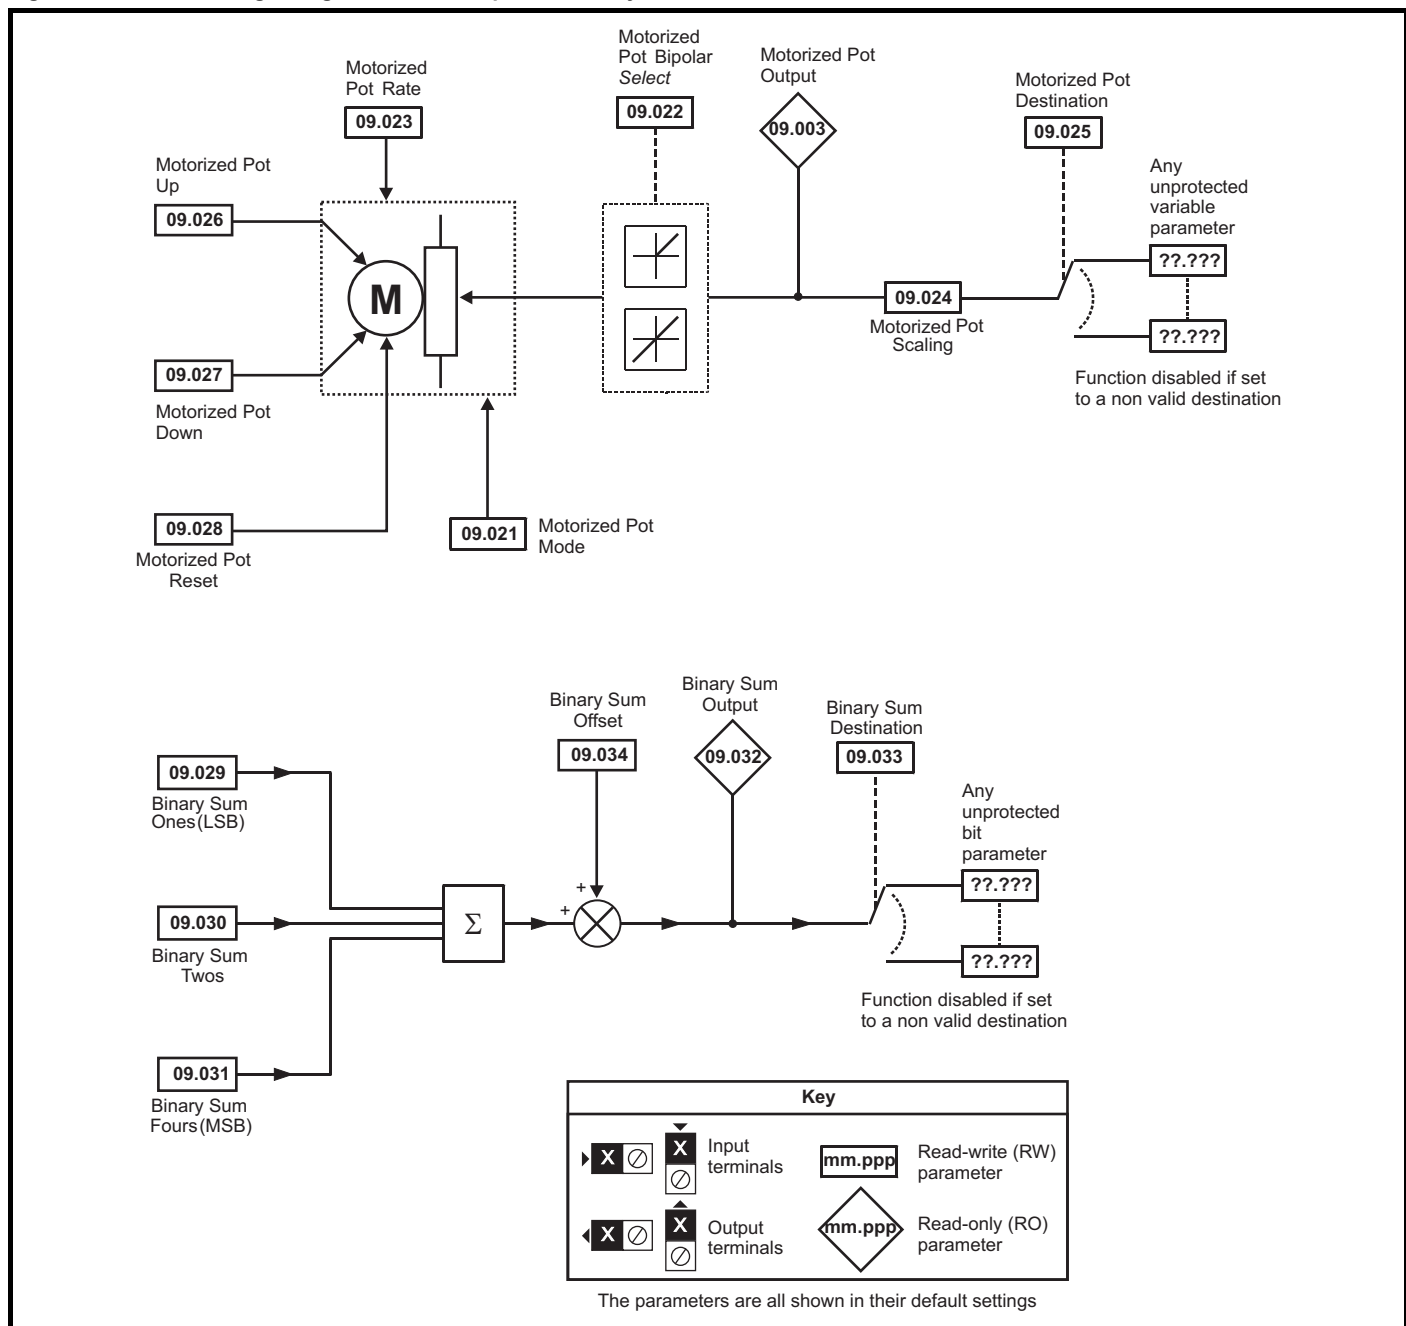 Motorized
Pot Rate
09.023
Motorized
Pot Bipolar
Select
09.022
Motorized Pot
Output
09.003
Motorized Pot
Destination
09.025
Any
unprotected
variable
parameter
??.???
??.???
Function disabled if set
to a non valid destination
Motorized Pot
Up
09.026
M
09.027
Motorized Pot
Down
09.024
Motorized Pot
Scaling
09.028
Motorized Pot
Reset
09.021
Motorized Pot
Mode
Binary Sum
Offset
09.034
Binary Sum
Output
09.032
Binary Sum
Destination
09.033
Any
unprotected
bit
parameter
??.???
??.???
Function disabled if set
to a non valid destination
09.029
Binary Sum
Ones(LSB)
09.030
Binary Sum
Twos
Σ
+
+
09.031
Binary Sum
Fours(MSB)
Key
X
X
Input
terminals
mm.ppp
Read-write (RW)
parameter
X
X
Output
terminals
mm.ppp
Read-only (RO)
parameter
The parameters are all shown in their default settings